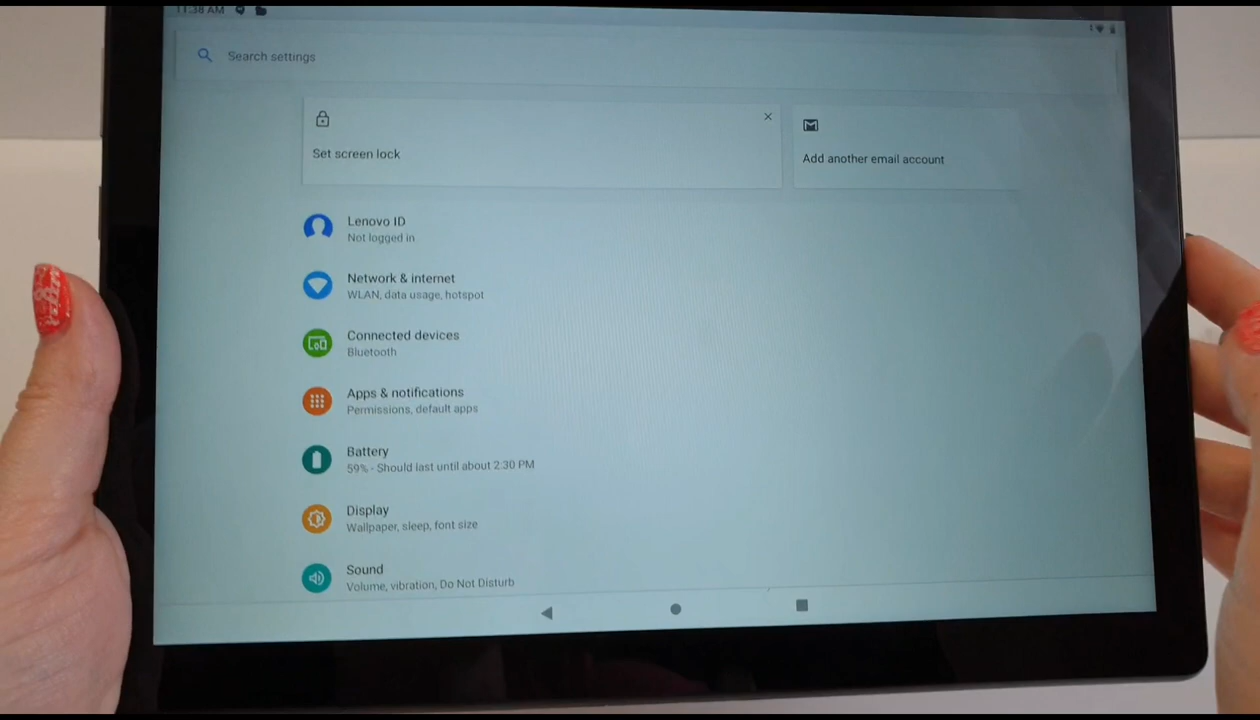 11:38 AM
Search settings
Set screen lock
Add another email account
Lenovo ID
Not logged in
Network & internet
WLAN, data usage, hotspot
Connected devices
Bluetooth
Apps & notifications
Permissions, default apps
Battery
59% - Should last until about 2:30 PM
Display
Wallpaper, sleep, font size
Sound
Volume, vibration, Do Not Disturb